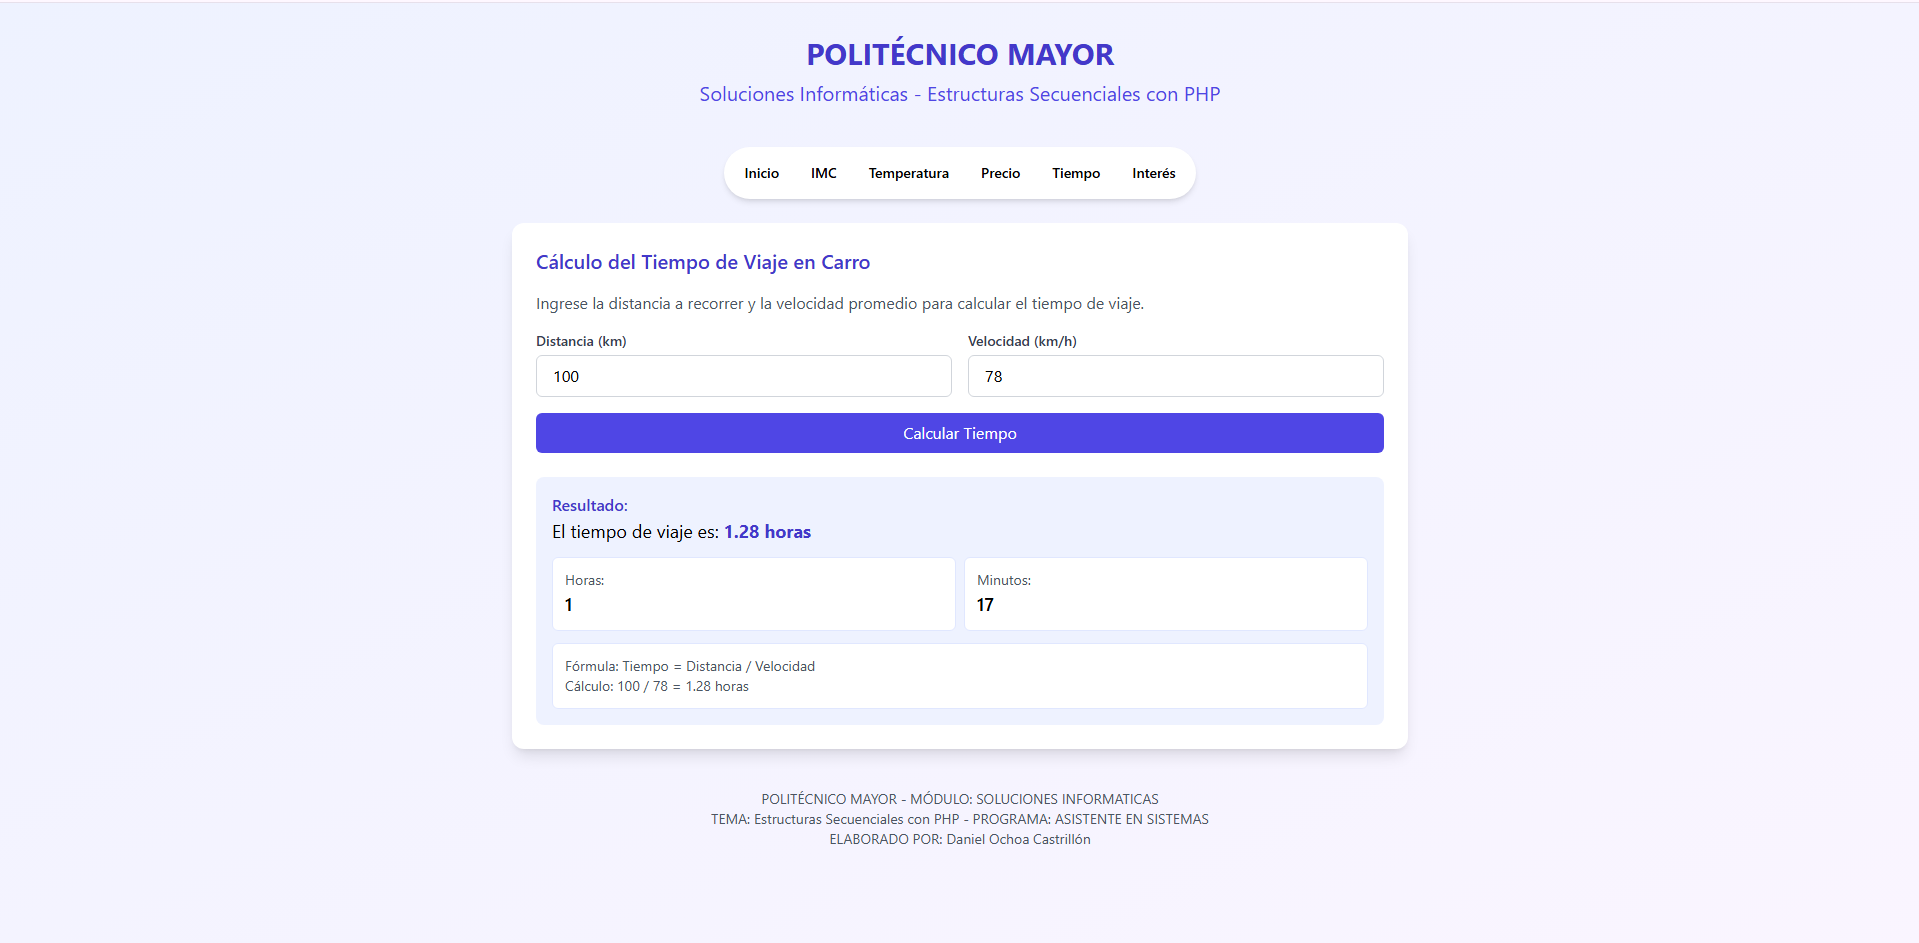 POLITÉCNICO MAYOR
Soluciones Informáticas - Estructuras Secuenciales con PHP
Inicio IMC Temperatura Precio Tiempo Interés
Cálculo del Tiempo de Viaje en Carro
Ingrese la distancia a recorrer y la velocidad promedio para calcular el tiempo de viaje.
Distancia (km) Velocidad (km/h)
100 78
Calcular Tiempo
Resultado:
El tiempo de viaje es: 1.28 horas
Horas: Minutos:
1 17
Fórmula: Tiempo = Distancia / Velocidad
Cálculo: 100 / 78 = 1.28 horas
POLITÉCNICO MAYOR - MÓDULO: SOLUCIONES INFORMATICAS
TEMA: Estructuras Secuenciales con PHP - PROGRAMA: ASISTENTE EN SISTEMAS
ELABORADO POR: Daniel Ochoa Castrillón